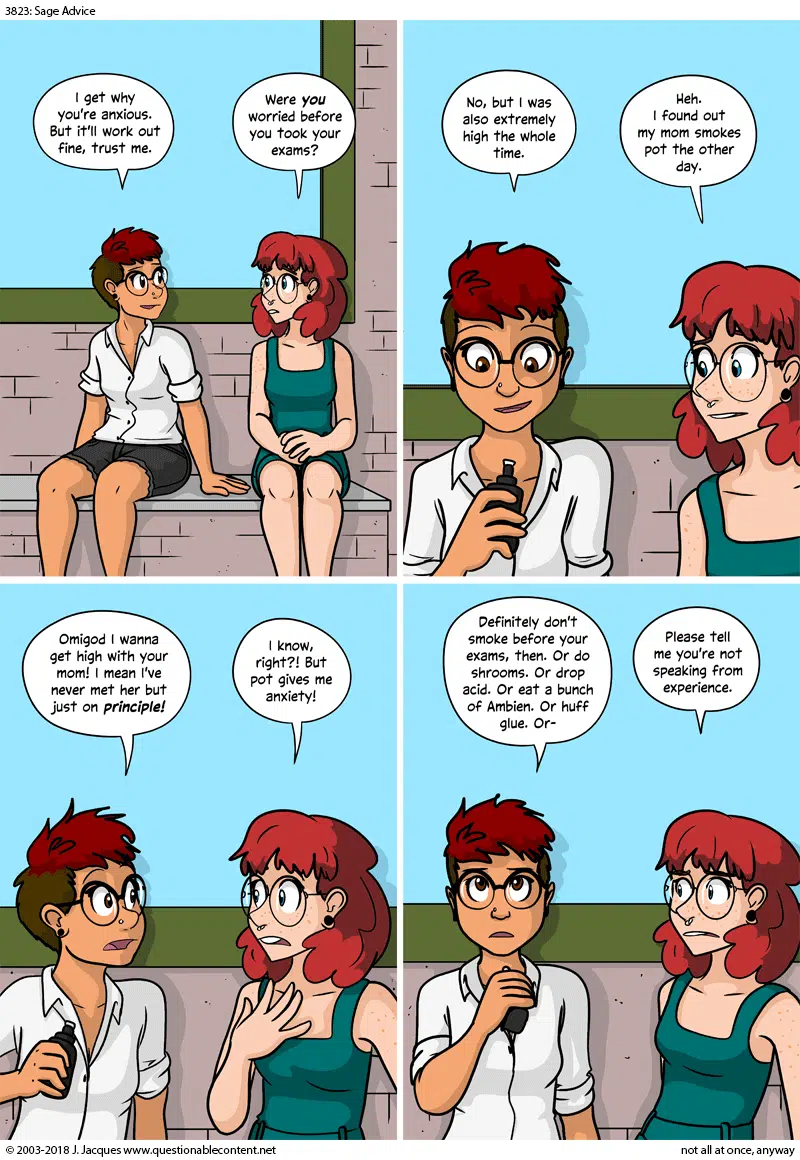 3823: Sage Advice
I get why
you're anxious.
But it'll work out
fine, trust me.
Were you
worried before
you took your
exams?
No, but I was
also extremely
high the whole
time.
Heh.
I found out
my mom smokes
pot the other
day.
Omigod I wanna
get high with your
mom! I mean I've
never met her but
just on principle!
I know,
right?! But
pot gives me
anxiety!
Definitely don't
smoke before your
exams, then. Or do
shrooms. Or drop
acid. Or eat a bunch
of Ambien. Or huff
glue. Or-
Please tell
me you're not
speaking from
experience.
© 2003-2018 J. Jacques www.questionablecontent.net
not all at once, anyway